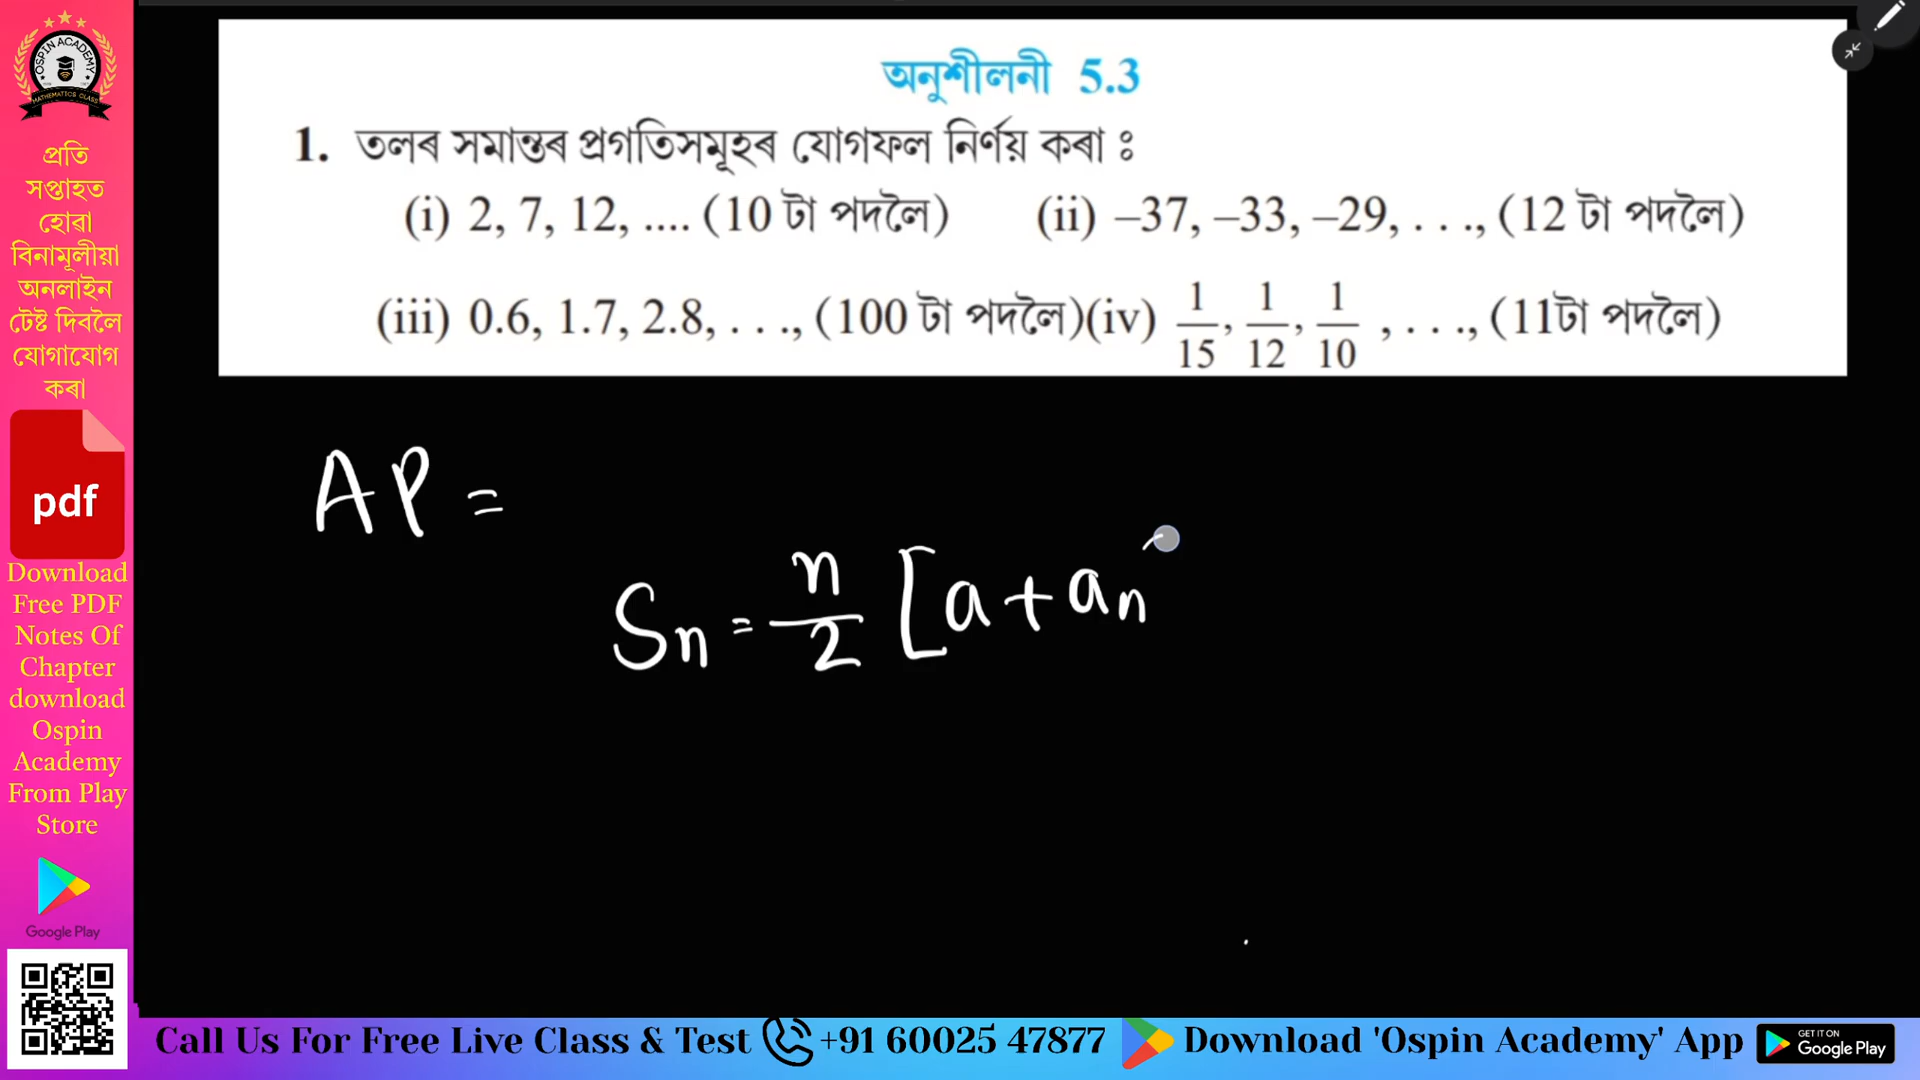 OSPIN ACADEMY
MATHEMATICS CLASS
প্ৰতি
সপ্তাহত
হোৱা
বিনামূলীয়া
অনলাইন
টেষ্ট দিবলৈ
যোগাযোগ
কৰা
pdf
Download
Free PDF
Notes Of
Chapter
download
Ospin
Academy
From Play
Store
Google Play
অনুশীলনী 5.3
1. তলৰ সমান্তৰ প্ৰগতিসমূহৰ যোগফল নিৰ্ণয় কৰা ঃ
(i) 2, 7, 12, .... (10 টা পদলৈ) (ii) –37, –33, –29, . . ., (12 টা পদলৈ)
(iii) 0.6, 1.7, 2.8, . . ., (100 টা পদলৈ)(iv) 1/15, 1/12, 1/10 , . . ., (11টা পদলৈ)
AP =
Sn = n/2 [a + an
Call Us For Free Live Class & Test +91 60025 47877 Download 'Ospin Academy' App GET IT ON Google Play